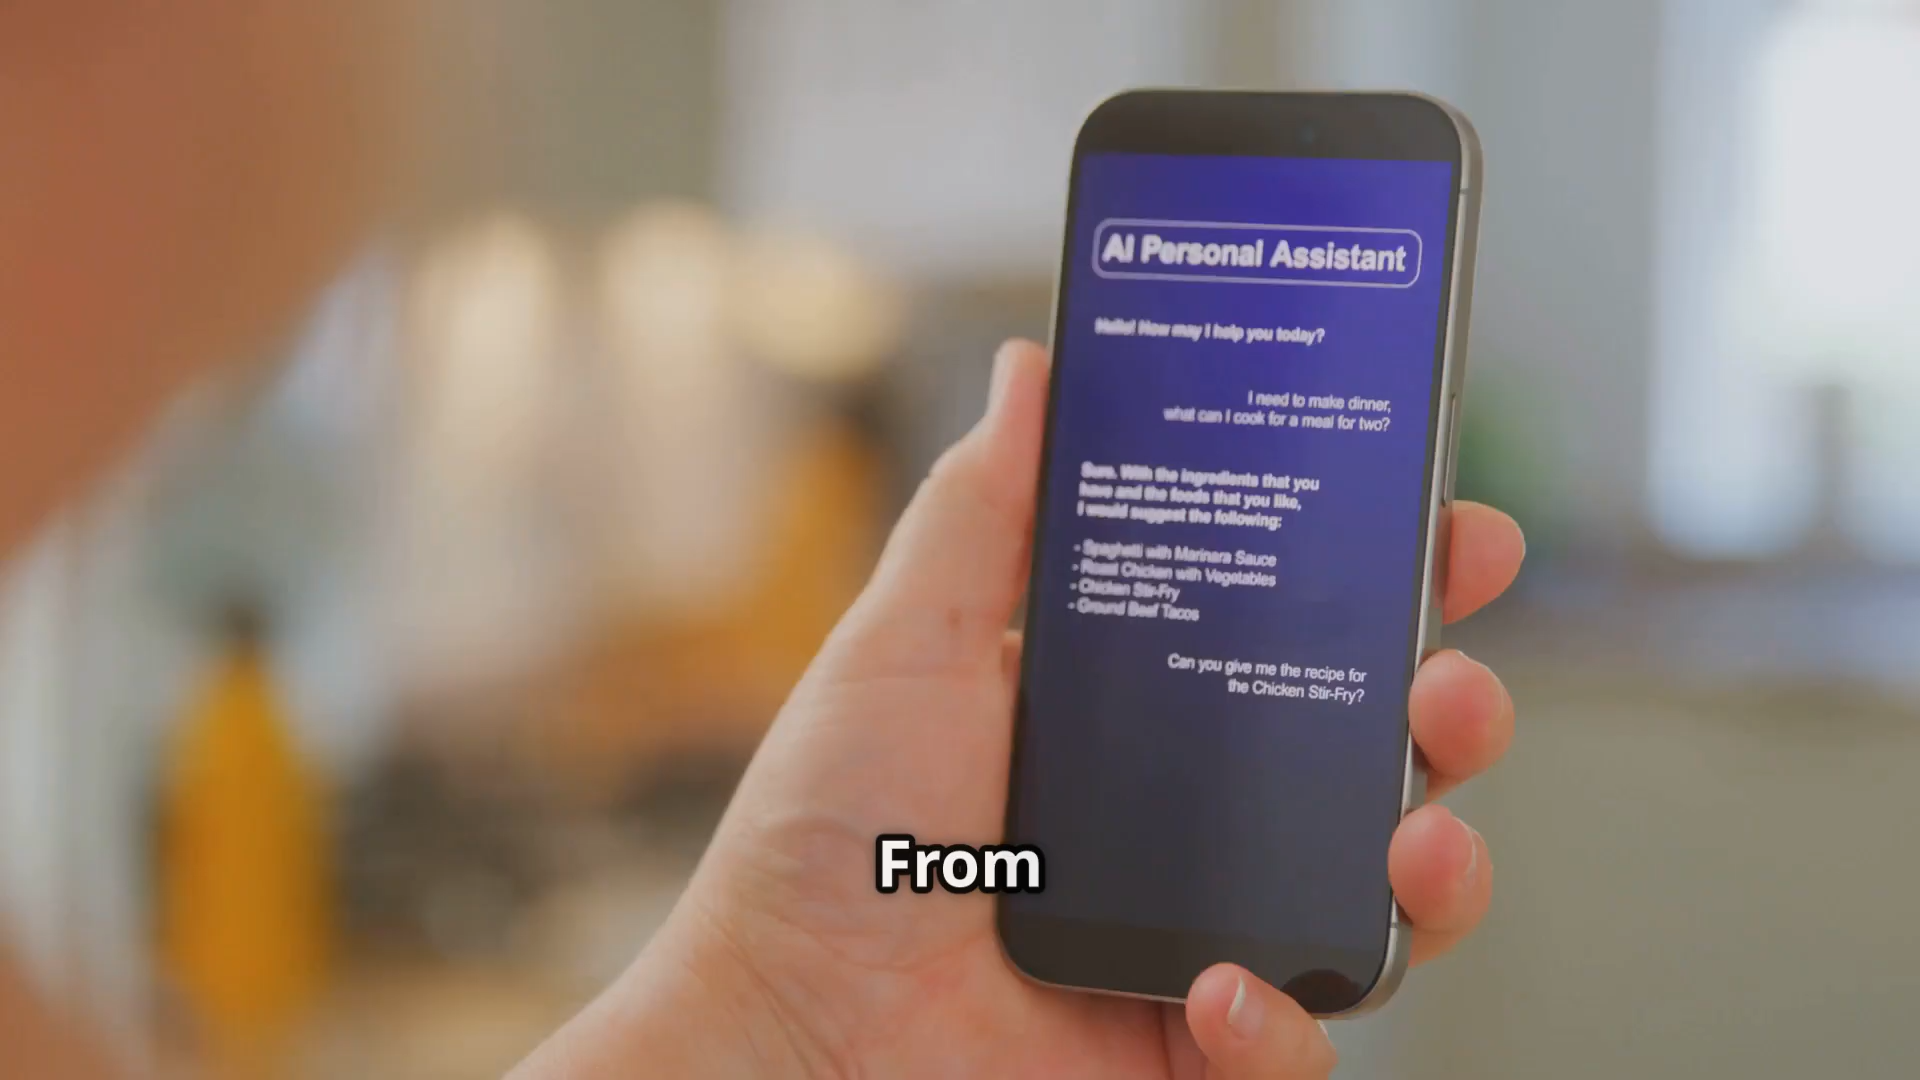 AI Personal Assistant
Hello! How may I help you today?
I need to make dinner,
what can I cook for a meal for two?
Sure. With the ingredients that you
have and the foods that you like,
I would suggest the following:
- Spaghetti with Marinara Sauce
- Roast Chicken with Vegetables
- Chicken Stir-Fry
- Ground Beef Tacos
Can you give me the recipe for
the Chicken Stir-Fry?
From